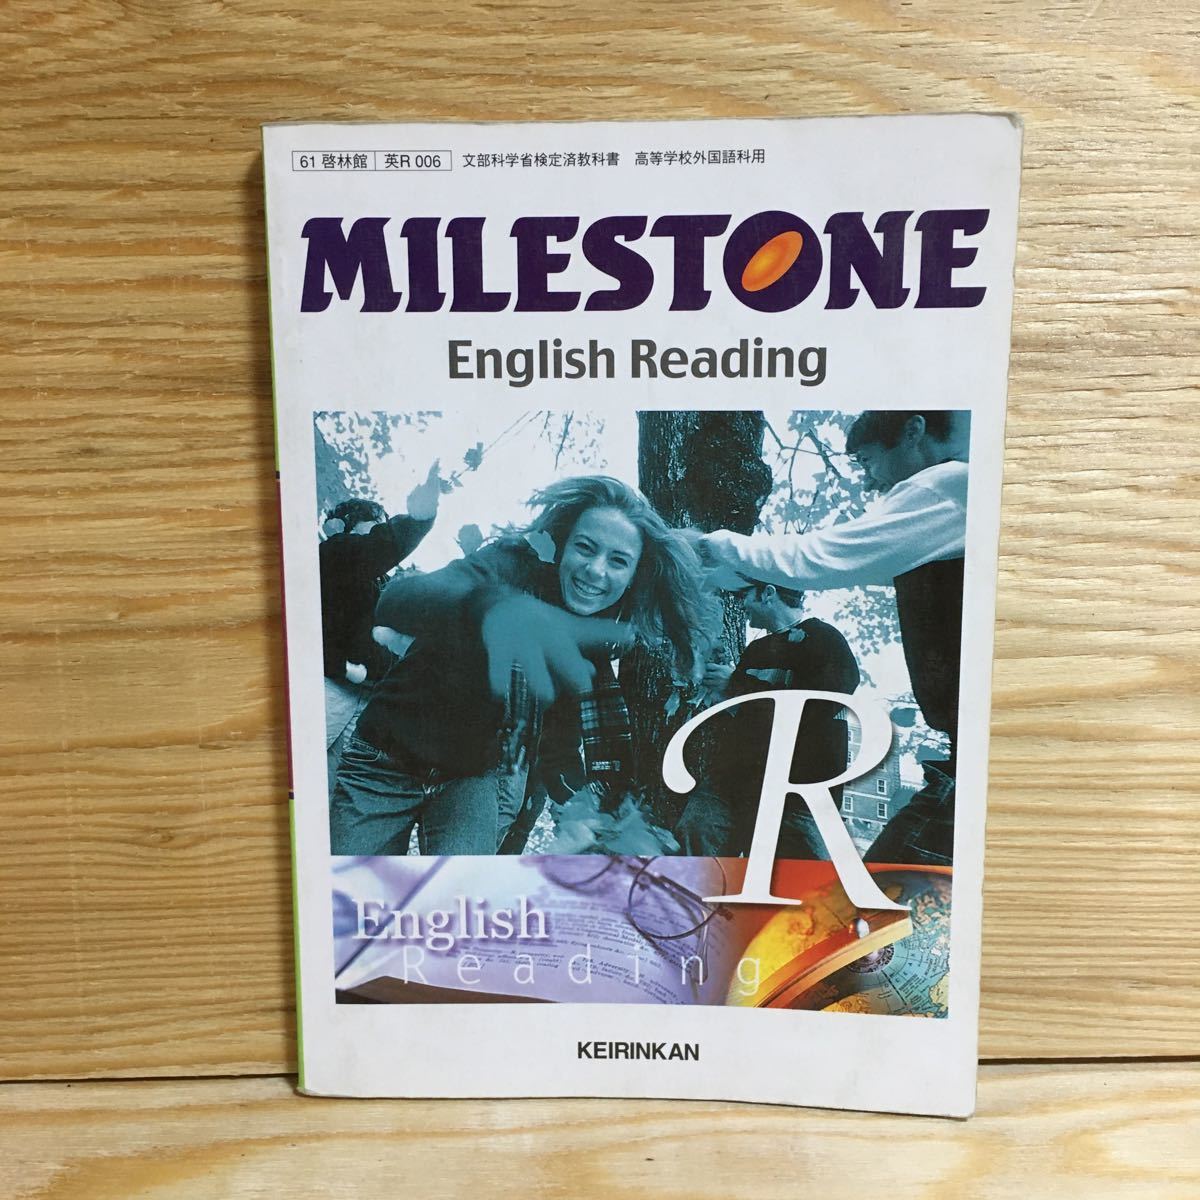 61 啓林館 英R 006 文部科学省検定済教科書 高等学校外国語科用
MILESTONE
English Reading
R
English
Reading
KEIRINKAN